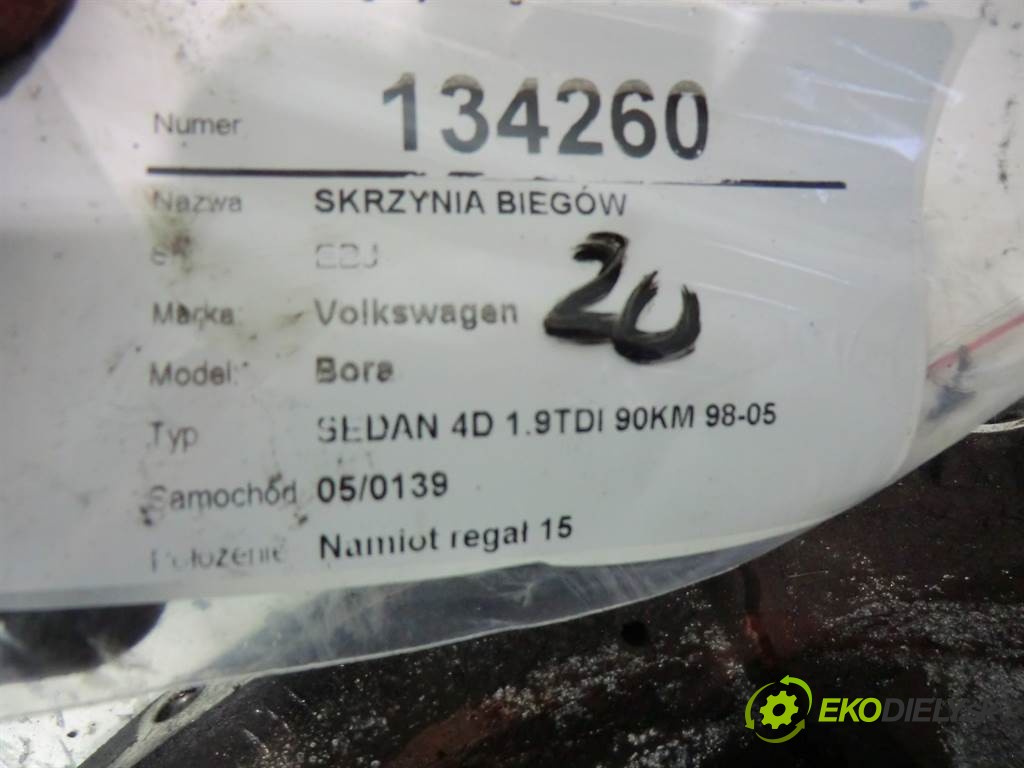 Numer 134260
Nazwa SKRZYNIA BIEGÓW
20
Marka: Volkswagen
Model: Bora
Typ SEDAN 4D 1.9TDI 90KM 98-05
Samochód 05/0139
Położenie Namiot regał 15
EKODIELY